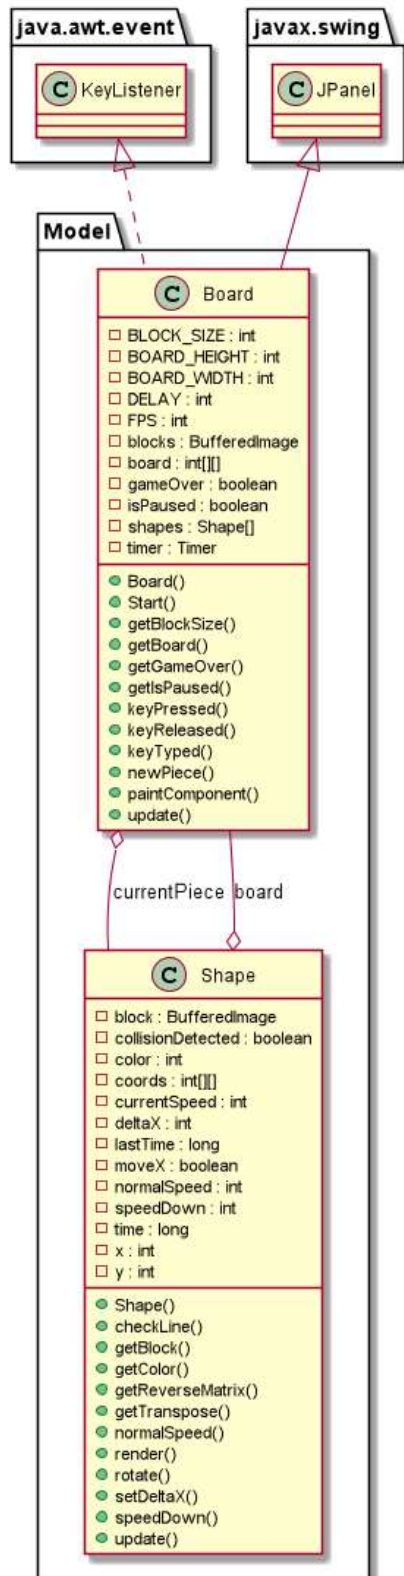 java.awt.event
javax.swing
C KeyListener
C JPanel
Model
C Board
BLOCK_SIZE : int
BOARD_HEIGHT : int
BOARD_WIDTH : int
DELAY : int
FPS : int
blocks : BufferedImage
board : int[][]
gameOver : boolean
isPaused : boolean
shapes : Shape[]
timer : Timer
Board()
Start()
getBlockSize()
getBoard()
getGameOver()
getIsPaused()
keyPressed()
keyReleased()
keyTyped()
newPiece()
paintComponent()
update()
currentPiece board
C Shape
block : BufferedImage
collisionDetected : boolean
color : int
coords : int[][]
currentSpeed : int
deltaX : int
lastTime : long
moveX : boolean
normalSpeed : int
speedDown : int
time : long
x : int
y : int
Shape()
checkLine()
getBlock()
getColor()
getReverseMatrix()
getTranspose()
normalSpeed()
render()
rotate()
setDeltaX()
speedDown()
update()